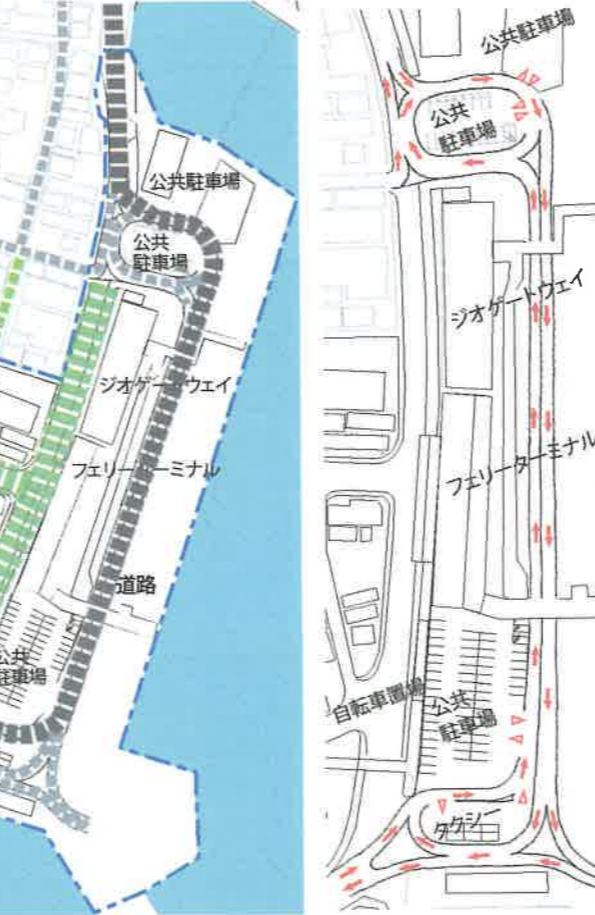 公共駐車場
公共
駐車場
ジオゲートウェイ
フェリーターミナル
道路
公共
駐車場
公共駐車場
公共
駐車場
ジオゲートウェイ
フェリーターミナル
自転車置場
公共
駐車場
タクシー